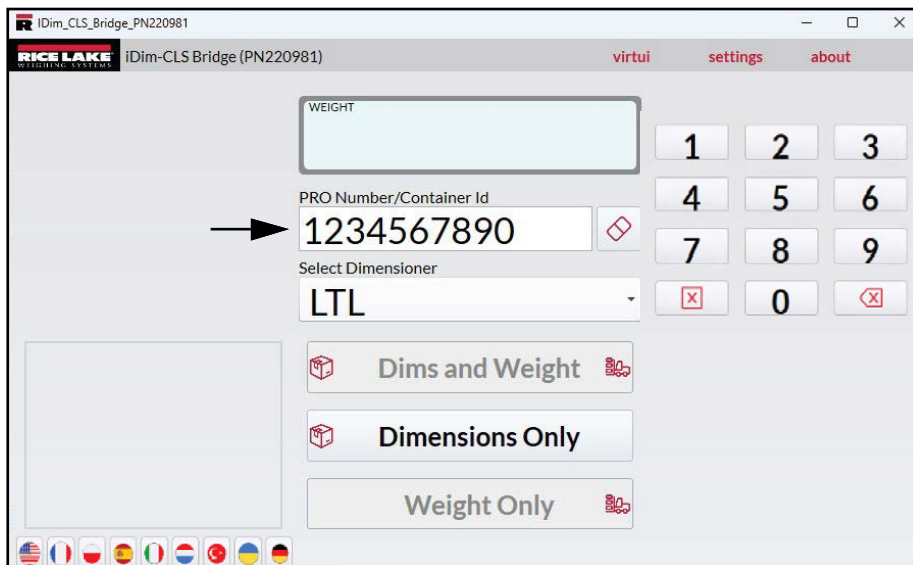 IDim_CLS_Bridge_PN220981
RICE LAKE
WEIGHING SYSTEMS
iDim-CLS Bridge (PN220981)
virtui
settings
about
WEIGHT
PRO Number/Container Id
1234567890
Select Dimensioner
LTL
1 2 3
4 5 6
7 8 9
0
Dims and Weight
Dimensions Only
Weight Only